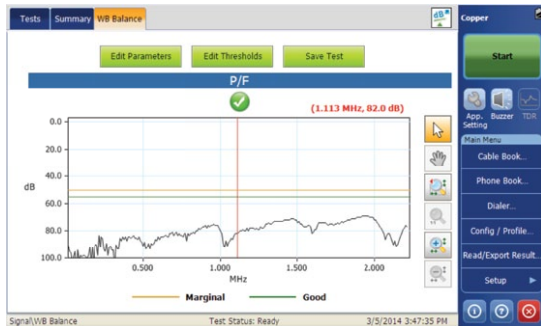 Tests Summary WB Balance
dB
Copper
Edit Parameters Edit Thresholds Save Test
Start
P/F
(1.113 MHz, 82.0 dB)
App. Setting Buzzer TDR
0.0
20.0
dB 40.0
60.0
80.0
100.0
0.500 1.000 1.500 2.000
MHz
Marginal Good
Main Menu
Cable Book...
Phone Book...
Dialer...
Config / Profile...
Read/Export Result...
Setup
Signal\WB Balance Test Status: Ready 3/5/2014 3:47:35 PM